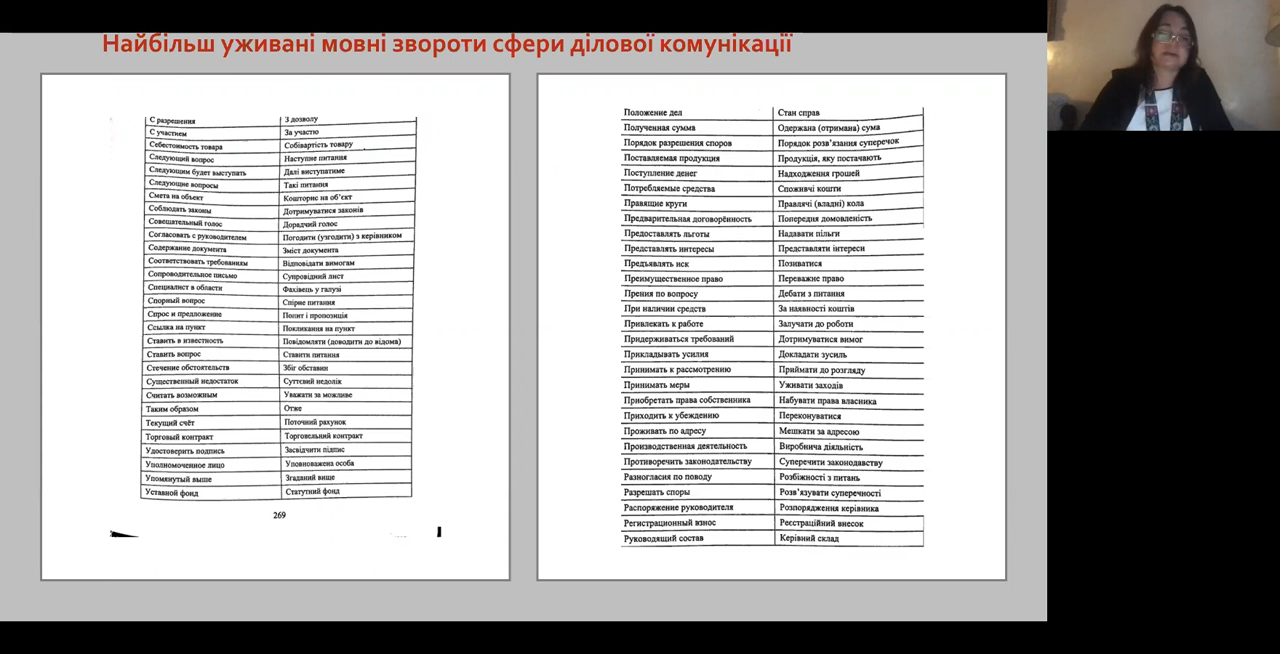 Найбільш уживані мовні звороти сфери ділової комунікації
С разрешения З дозволу
С участием За участю
Себестоимость товара Собівартість товару
Следующий вопрос Наступне питання
Следующим будет выступать Далі виступатиме
Следующие вопросы Такі питання
Смета на объект Кошторис на об'єкт
Соблюдать законы Дотримуватися законів
Совещательный голос Дорадчий голос
Согласовать с руководителем Погодити (узгодити) з керівником
Содержание документа Зміст документа
Соответствовать требованиям Відповідати вимогам
Сопроводительное письмо Супровідний лист
Специалист в области Фахівець у галузі
Спорный вопрос Спірне питання
Спрос и предложение Попит і пропозиція
Ссылка на пункт Покликання на пункт
Ставить в известность Повідомляти (доводити до відома)
Ставить вопрос Ставити питання
Стечение обстоятельств Збіг обставин
Существенный недостаток Суттєвий недолік
Считать возможным Уважати за можливе
Таким образом Отже
Текущий счёт Поточний рахунок
Торговый контракт Торговельний контракт
Удостоверить подпись Засвідчити підпис
Уполномоченное лицо Уповноважена особа
Упомянутый выше Згаданий вище
Уставной фонд Статутний фонд
269
Положение дел Стан справ
Полученная сумма Одержана (отримана) сума
Порядок разрешения споров Порядок розв'язання суперечок
Поставляемая продукция Продукція, яку постачають
Поступление денег Надходження грошей
Потребляемые средства Споживчі кошти
Правящие круги Правлячі (владні) кола
Предварительная договорённость Попередня домовленість
Предоставлять льготы Надавати пільги
Представлять интересы Представляти інтереси
Предъявлять иск Позиватися
Преимущественное право Переважне право
Прения по вопросу Дебати з питання
При наличии средств За наявності коштів
Привлекать к работе Залучати до роботи
Придерживаться требований Дотримуватися вимог
Прикладывать усилия Докладати зусиль
Принимать к рассмотрению Приймати до розгляду
Принимать меры Уживати заходів
Приобретать права собственника Набувати права власника
Приходить к убеждению Переконуватися
Проживать по адресу Мешкати за адресою
Производственная деятельность Виробнича діяльність
Противоречить законодательству Суперечити законодавству
Разногласия по поводу Розбіжності з питань
Разрешать споры Розв'язувати суперечності
Распоряжение руководителя Розпорядження керівника
Регистрационный взнос Реєстраційний внесок
Руководящий состав Керівний склад